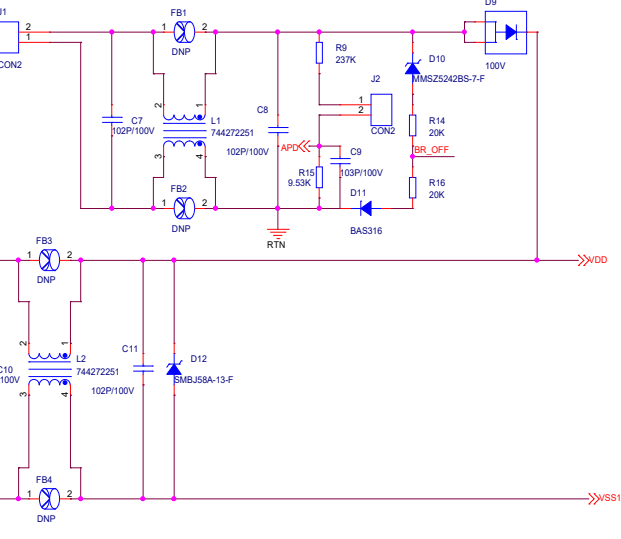 J1
2
1
CON2
FB1
1
2
DNP
C7
102P/100V
2
1
L1
744272251
3
4
FB2
1
2
DNP
C8
102P/100V
RTN
R9
237K
J2
1
2
CON2
APD
C9
103P/100V
R15
9.53K
D11
BAS316
D10
MMSZ5242BS-7-F
R14
20K
BR_OFF
R16
20K
D9
100V
FB3
1
2
DNP
VDD
C10
100V
2
1
L2
744272251
3
4
C11
102P/100V
D12
SMBJ58A-13-F
FB4
1
2
DNP
VSS1